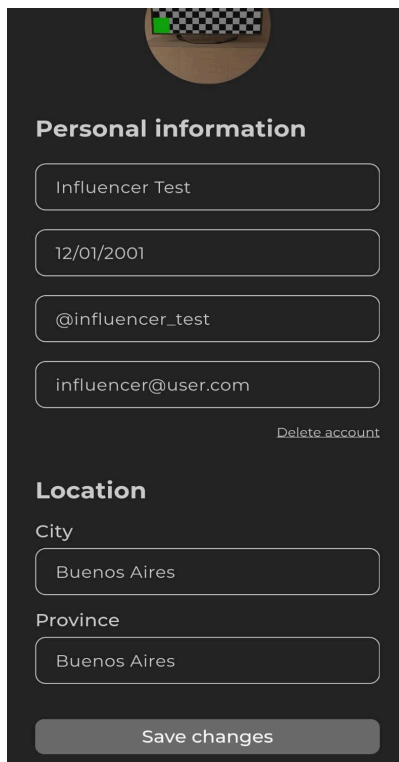 Personal information
Influencer Test
12/01/2001
@influencer_test
influencer@user.com
Delete account
Location
City
Buenos Aires
Province
Buenos Aires
Save changes